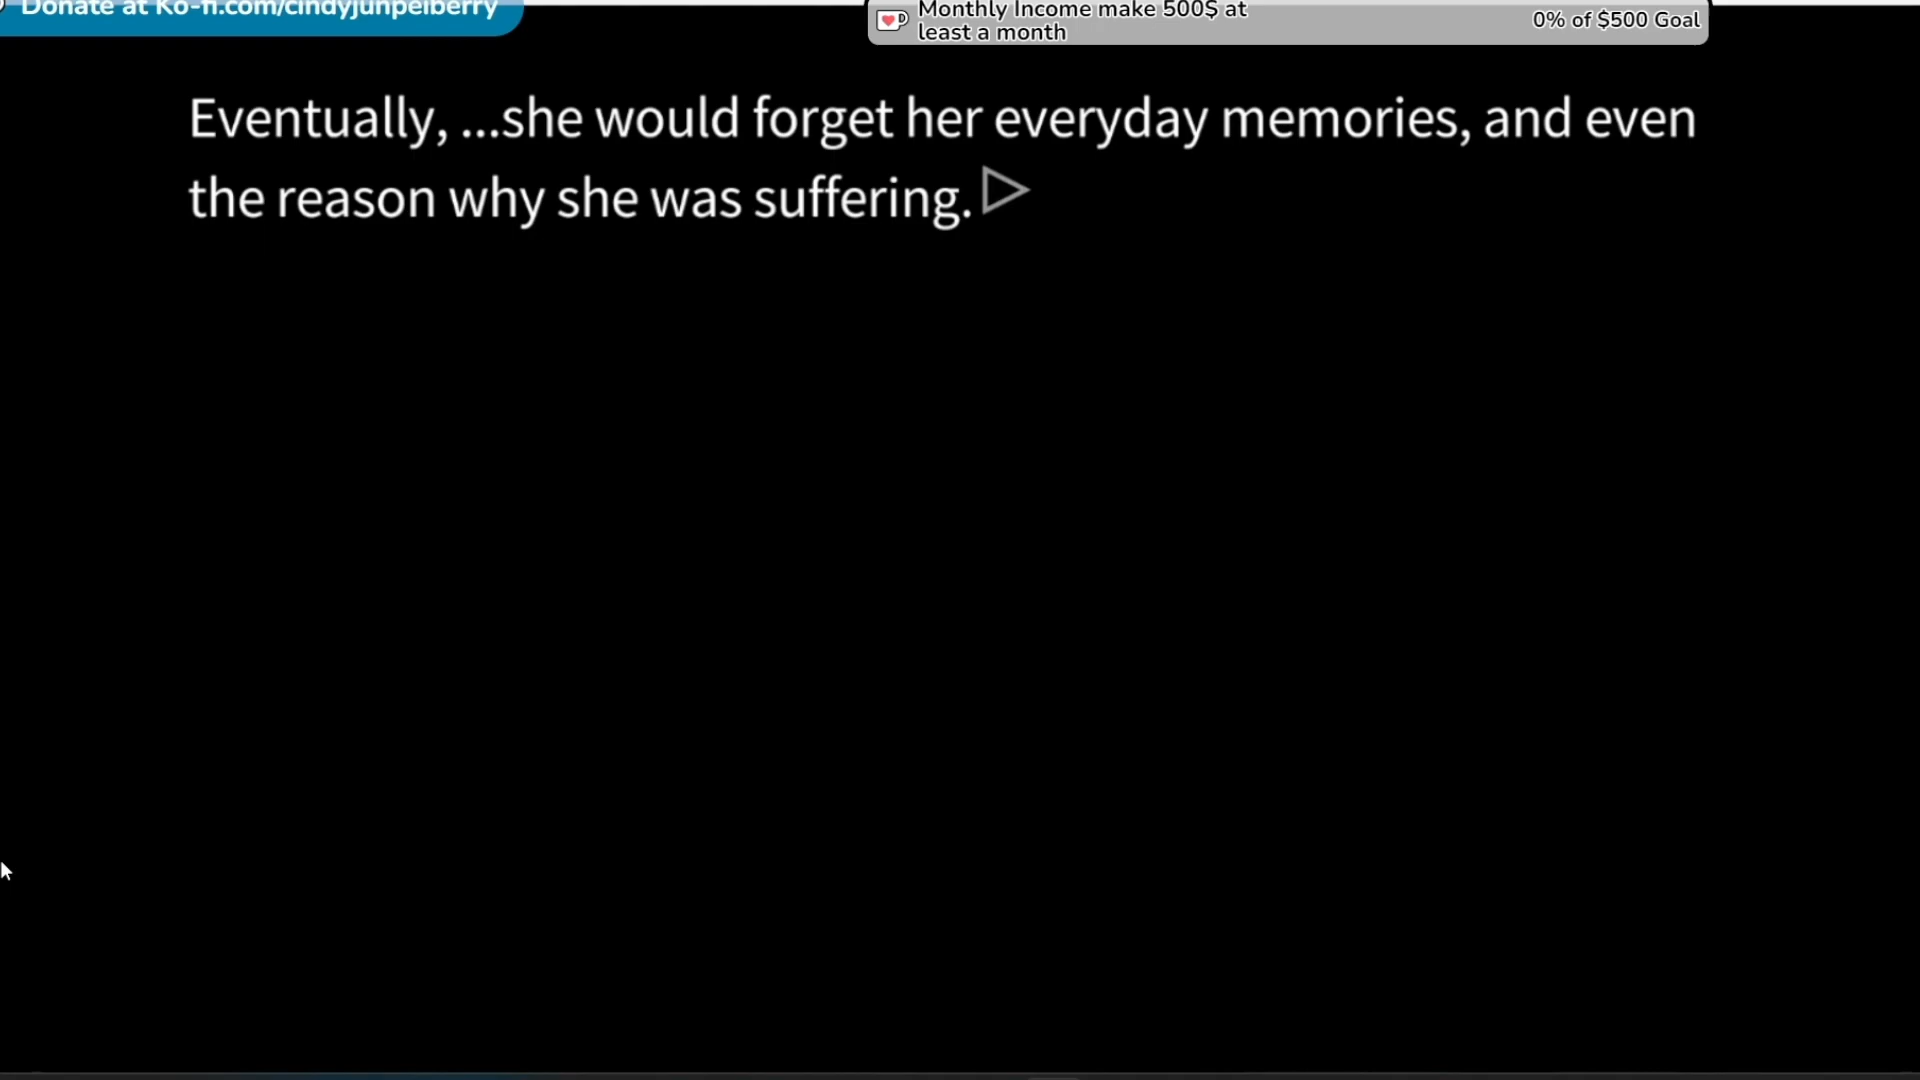 Donate at Ko-fi.com/cindyjunpeiberry
Monthly Income make 500$ at
least a month
0% of $500 Goal
Eventually, ...she would forget her everyday memories, and even
the reason why she was suffering.